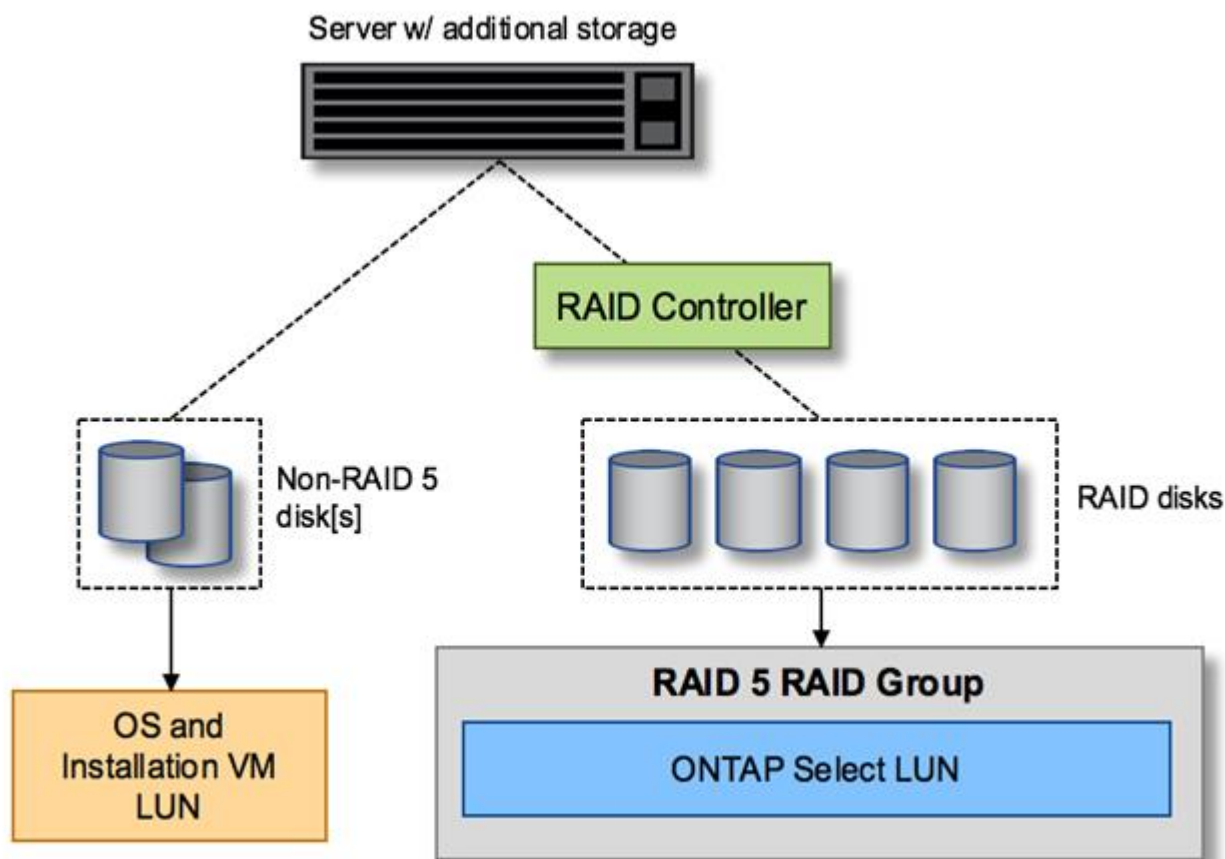 Server w/ additional storage
RAID Controller
Non-RAID 5
disk[s]
RAID disks
OS and
Installation VM
LUN
RAID 5 RAID Group
ONTAP Select LUN